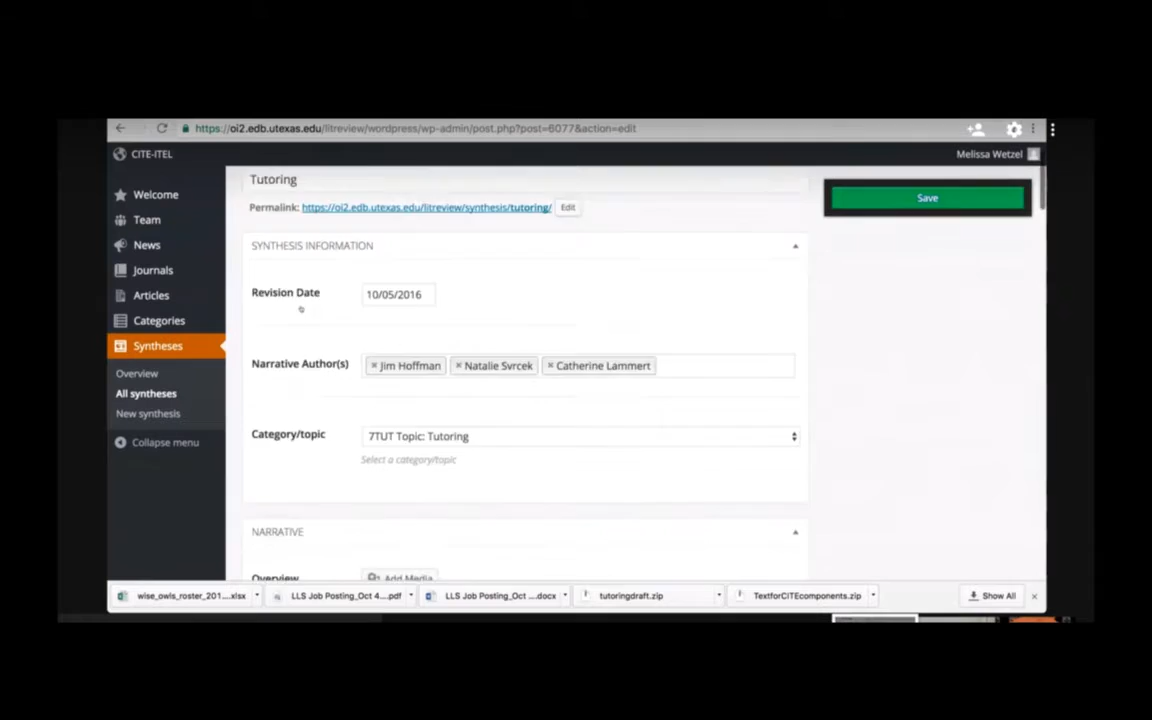 https://oi2.edb.utexas.edu/litreview/wordpress/wp-admin/post.php?post=6077&action=edit
CITE-ITEL
Melissa Wetzel
Welcome
Team
News
Journals
Articles
Categories
Syntheses
Overview
All syntheses
New synthesis
Collapse menu
Tutoring
Permalink: https://oi2.edb.utexas.edu/litreview/synthesis/tutoring/ Edit
Save
SYNTHESIS INFORMATION
Revision Date 10/05/2016
Narrative Author(s) × Jim Hoffman × Natalie Svrcek × Catherine Lammert
Category/topic 7TUT Topic: Tutoring
Select a category/topic
NARRATIVE
Overview Add Media
wise_owls_roster_201....xlsx LLS Job Posting_Oct 4....pdf LLS Job Posting_Oct ....docx tutoringdraft.zip TextforCITEcomponents.zip Show All ×